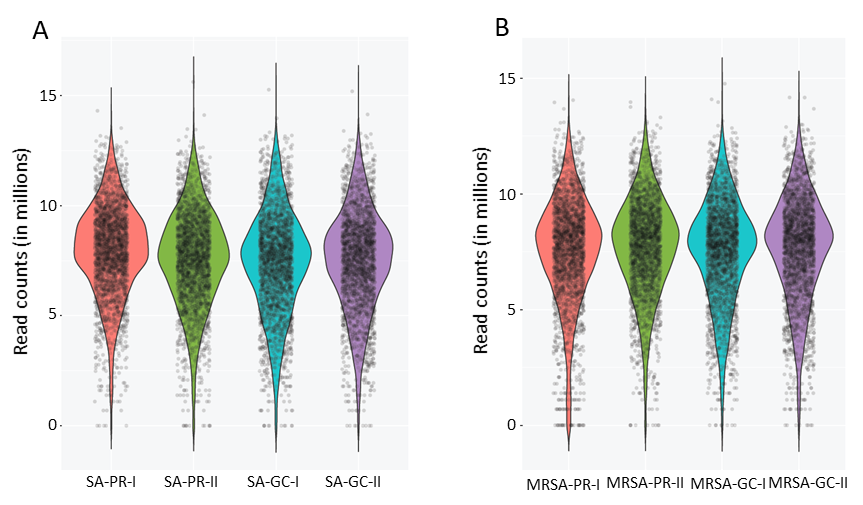 A
Read counts (in millions)
15
10
5
0
SA-PR-I SA-PR-II SA-GC-I SA-GC-II
B
Read counts (in millions)
15
10
5
0
MRSA-PR-I MRSA-PR-II MRSA-GC-I MRSA-GC-II